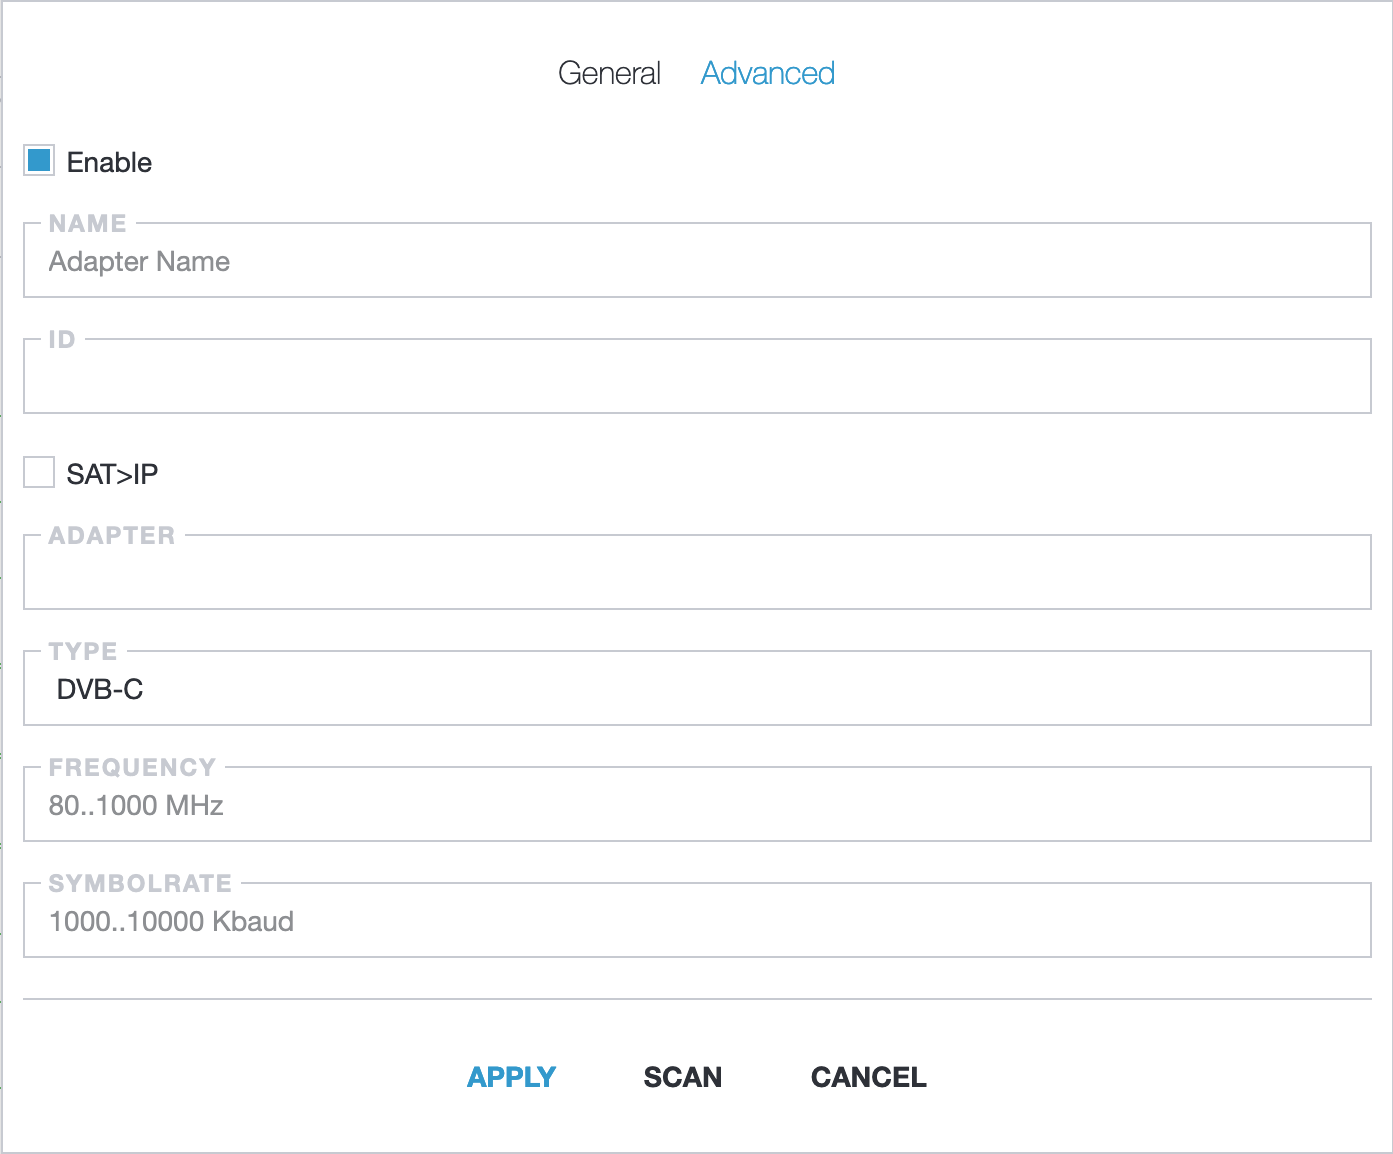 General Advanced
Enable
NAME
Adapter Name
ID
SAT>IP
ADAPTER
TYPE
DVB-C
FREQUENCY
80..1000 MHz
SYMBOLRATE
1000..10000 Kbaud
APPLY SCAN CANCEL